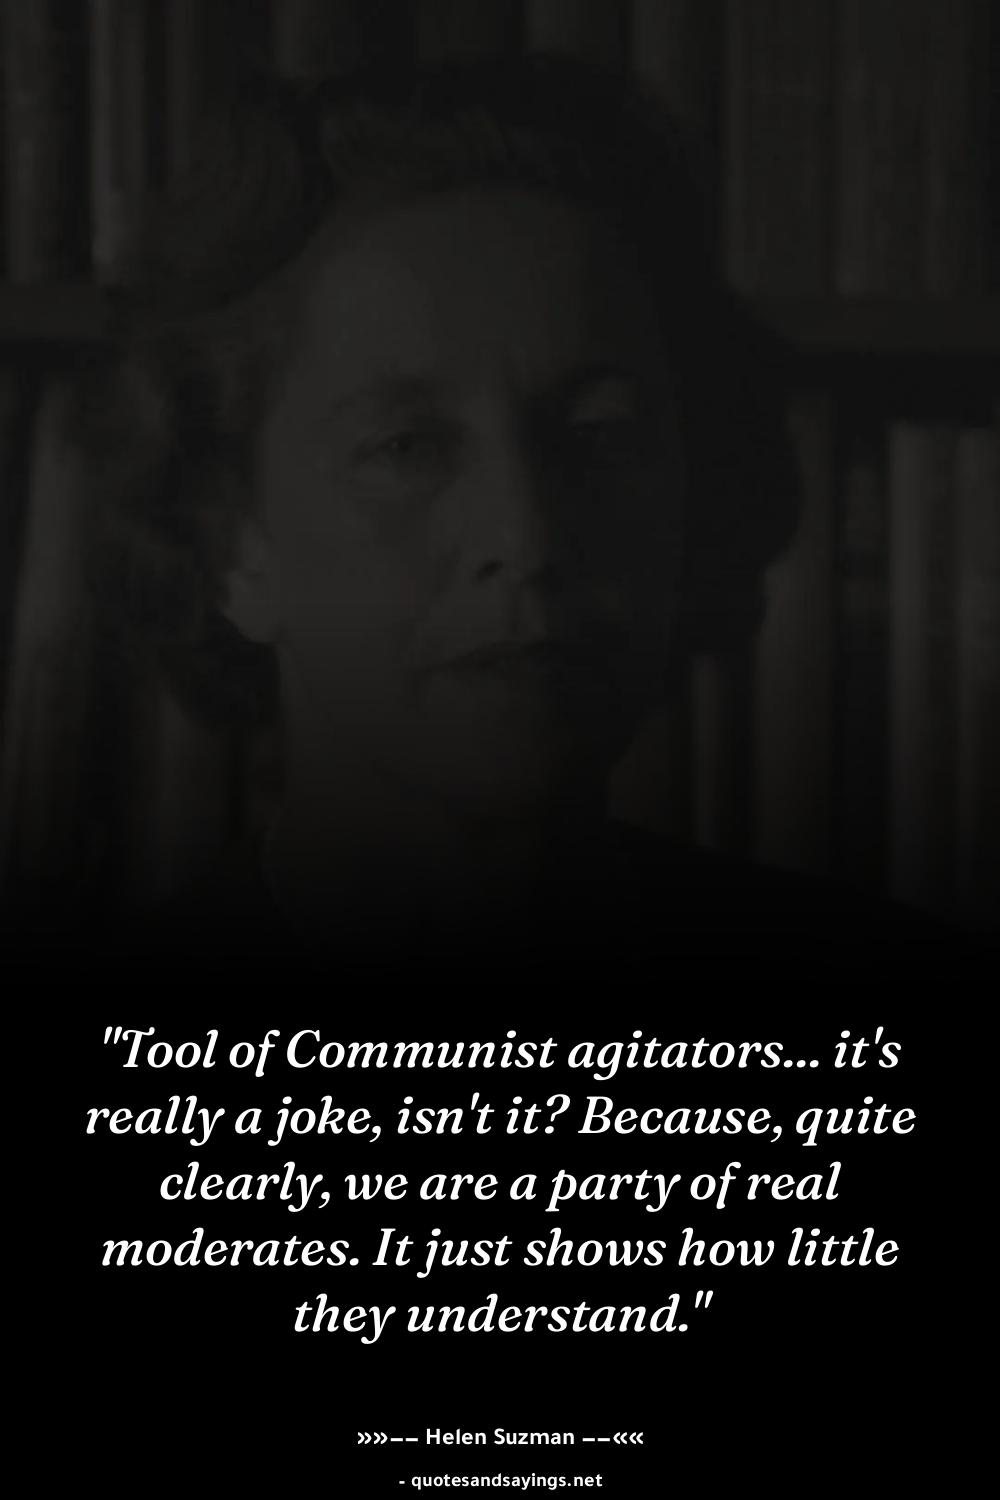 "Tool of Communist agitators... it's
really a joke, isn't it? Because, quite
clearly, we are a party of real
moderates. It just shows how little
they understand."
»»–– Helen Suzman ––««
- quotesandsayings.net